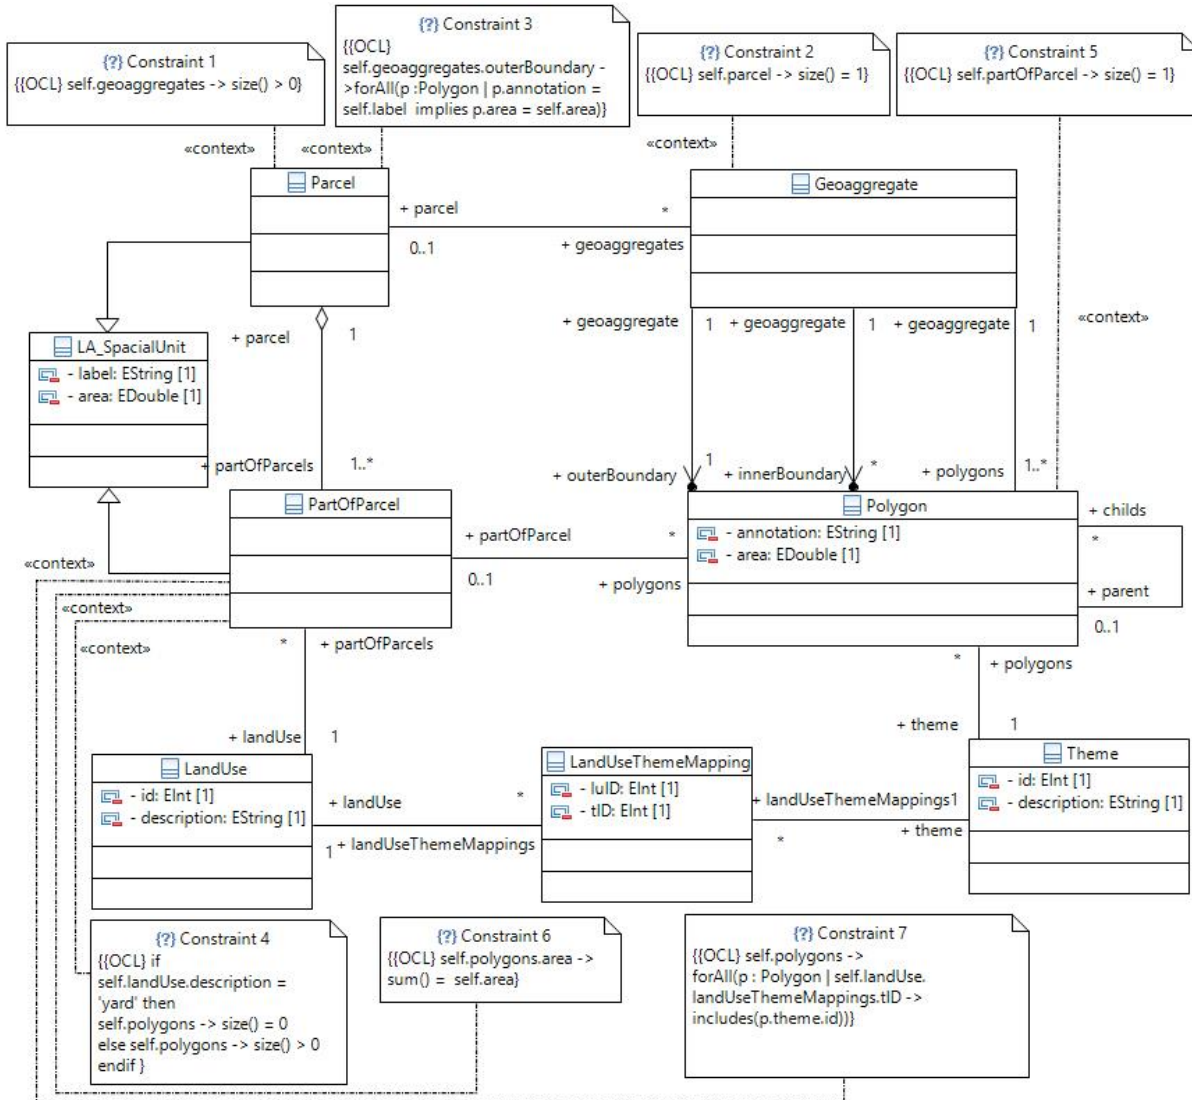 {?} Constraint 3
{{OCL}
self.geoaggregates.outerBoundary -
>forAll(p :Polygon | p.annotation =
self.label implies p.area = self.area)}
{?} Constraint 1
{{OCL} self.geoaggregates -> size() > 0}
{?} Constraint 2
{{OCL} self.parcel -> size() = 1}
{?} Constraint 5
{{OCL} self.partOfParcel -> size() = 1}
«context»
«context»
«context»
Parcel
Geoaggregate
+ parcel
*
0..1
+ geoaggregates
+ geoaggregate
1
+ geoaggregate
1
+ geoaggregate
1
«context»
+ parcel
1
LA_SpacialUnit
- label: EString [1]
- area: EDouble [1]
+ partOfParcels
1..*
+ outerBoundary
1
+ innerBoundary
*
+ polygons
1..*
PartOfParcel
Polygon
- annotation: EString [1]
- area: EDouble [1]
+ childs
*
+ parent
0..1
+ partOfParcel
*
0..1
+ polygons
«context»
«context»
«context»
*
+ partOfParcels
*
+ polygons
+ landUse
1
+ theme
1
LandUse
- id: EInt [1]
- description: EString [1]
LandUseThemeMapping
- luID: EInt [1]
- tID: EInt [1]
Theme
- id: EInt [1]
- description: EString [1]
+ landUse
*
1
+ landUseThemeMappings
+ landUseThemeMappings1
*
+ theme
{?} Constraint 4
{{OCL} if
self.landUse.description =
'yard' then
self.polygons -> size() = 0
else self.polygons -> size() > 0
endif }
{?} Constraint 6
{{OCL} self.polygons.area ->
sum() = self.area}
{?} Constraint 7
{{OCL} self.polygons ->
forAll(p : Polygon | self.landUse.
landUseThemeMappings.tID ->
includes(p.theme.id))}